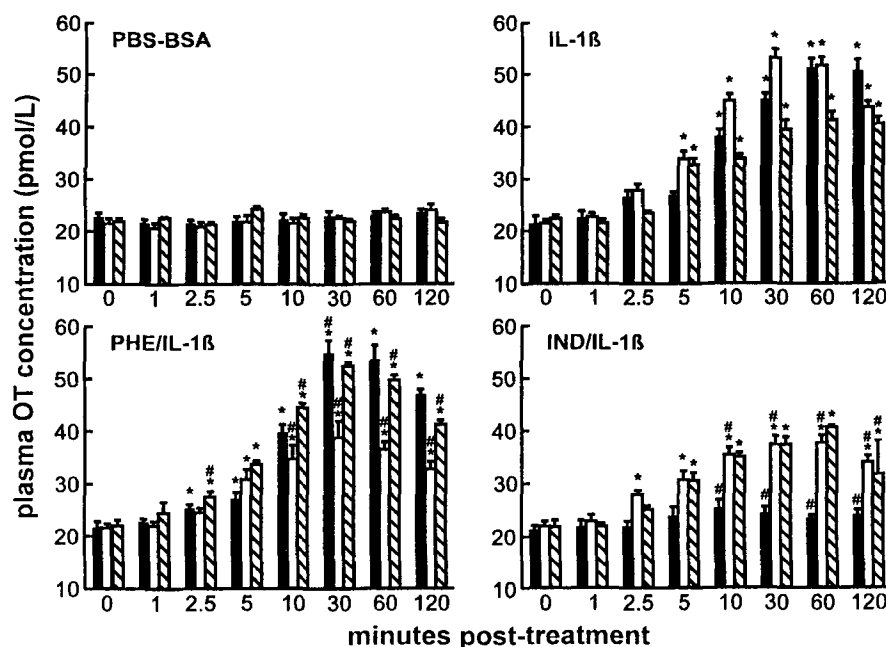 plasma OT concentration (pmol/L)
PBS-BSA
60
50
40
30
20
10
0 1 2.5 5 10 30 60 120
IL-1ß
60
50
40
30
20
10
* * * * * * * * * * * * *
0 1 2.5 5 10 30 60 120
PHE/IL-1ß
60
50
40
30
20
10
* #* * * * * #* #* #* #* #* * #* #* * #* #*
0 1 2.5 5 10 30 60 120
IND/IL-1ß
60
50
40
30
20
10
* * * # #* * # #* * # #* * # #* #*
0 1 2.5 5 10 30 60 120
minutes post-treatment